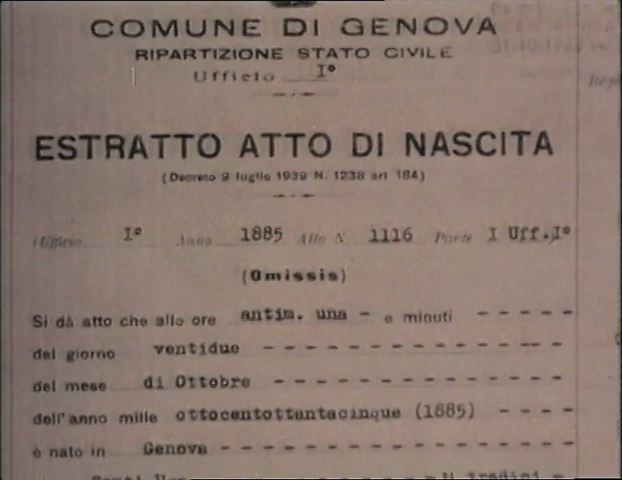 COMUNE DI GENOVA
RIPARTIZIONE STATO CIVILE
Ufficio I°
ESTRATTO ATTO DI NASCITA
(Decreto 9 luglio 1939 N. 1238 art 184)
Ufficio I° Anno 1885 Atto N. 1116 Parte I Uff.I°
(Omissis)
Si dà atto che alle ore antim. una - e minuti - - - - -
del giorno ventidue - - - - - - - - - - - - - - -
del mese di Ottobre - - - - - - - - - - - - - -
dell'anno mille ottocentottantacinque (1885) - - - -
è nato in Genova - - - - - - - - - - - - - - - - -